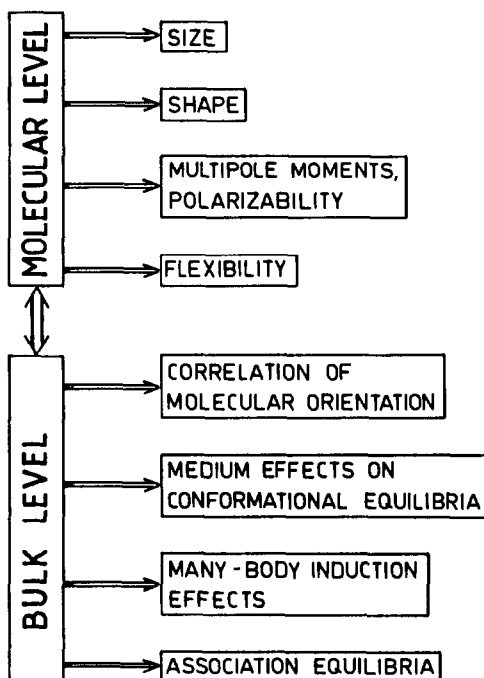 MOLECULAR LEVEL
SIZE
SHAPE
MULTIPOLE MOMENTS,
POLARIZABILITY
FLEXIBILITY
BULK LEVEL
CORRELATION OF
MOLECULAR ORIENTATION
MEDIUM EFFECTS ON
CONFORMATIONAL EQUILIBRIA
MANY-BODY INDUCTION
EFFECTS
ASSOCIATION EQUILIBRIA